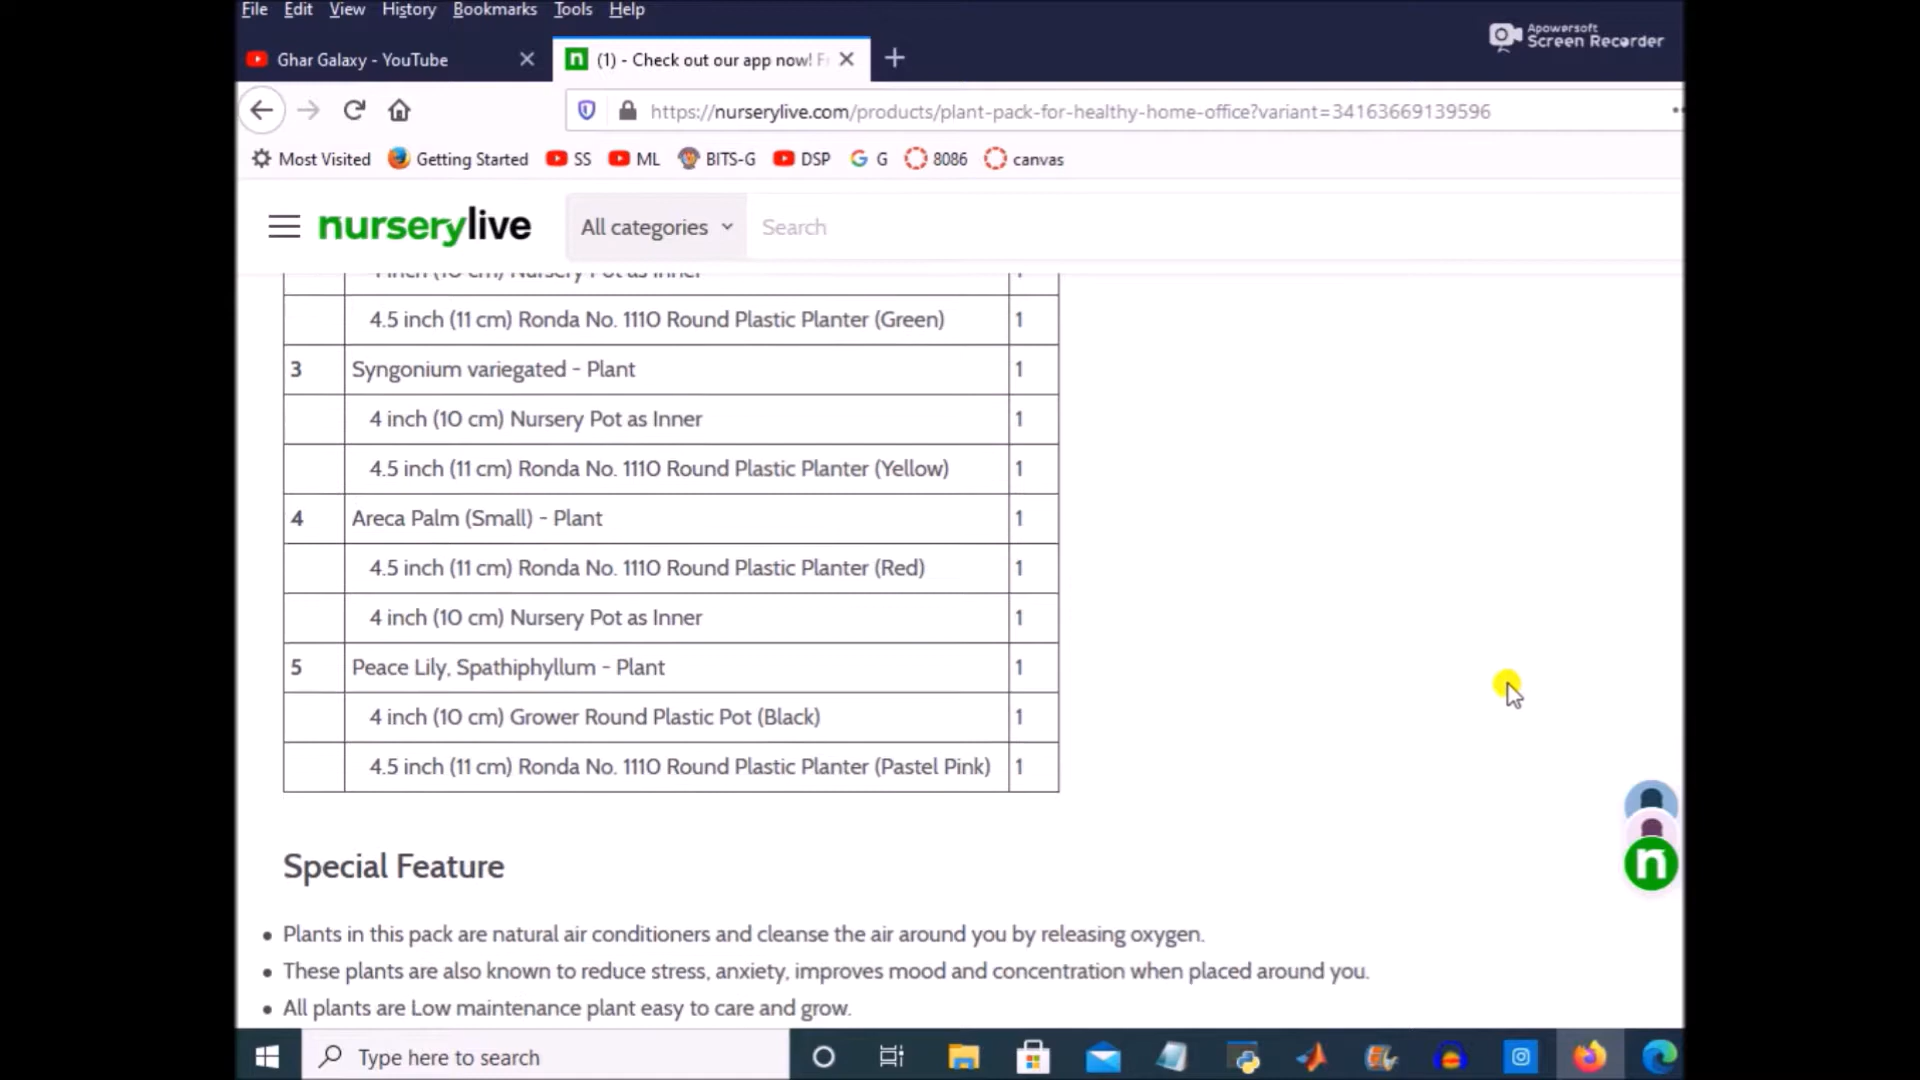 File Edit View History Bookmarks Tools Help
Apowersoft
Screen Recorder
Ghar Galaxy - YouTube
(1) - Check out our app now! F
https://nurserylive.com/products/plant-pack-for-healthy-home-office?variant=34163669139596
Most Visited Getting Started SS ML BITS-G DSP G 8086 canvas
nurserylive All categories Search
4 inch (10 cm) Nursery Pot as Inner 1
4.5 inch (11 cm) Ronda No. 1110 Round Plastic Planter (Green) 1
3 Syngonium variegated - Plant 1
4 inch (10 cm) Nursery Pot as Inner 1
4.5 inch (11 cm) Ronda No. 1110 Round Plastic Planter (Yellow) 1
4 Areca Palm (Small) - Plant 1
4.5 inch (11 cm) Ronda No. 1110 Round Plastic Planter (Red) 1
4 inch (10 cm) Nursery Pot as Inner 1
5 Peace Lily, Spathiphyllum - Plant 1
4 inch (10 cm) Grower Round Plastic Pot (Black) 1
4.5 inch (11 cm) Ronda No. 1110 Round Plastic Planter (Pastel Pink) 1
Special Feature
• Plants in this pack are natural air conditioners and cleanse the air around you by releasing oxygen.
• These plants are also known to reduce stress, anxiety, improves mood and concentration when placed around you.
• All plants are Low maintenance plant easy to care and grow.
n
Type here to search